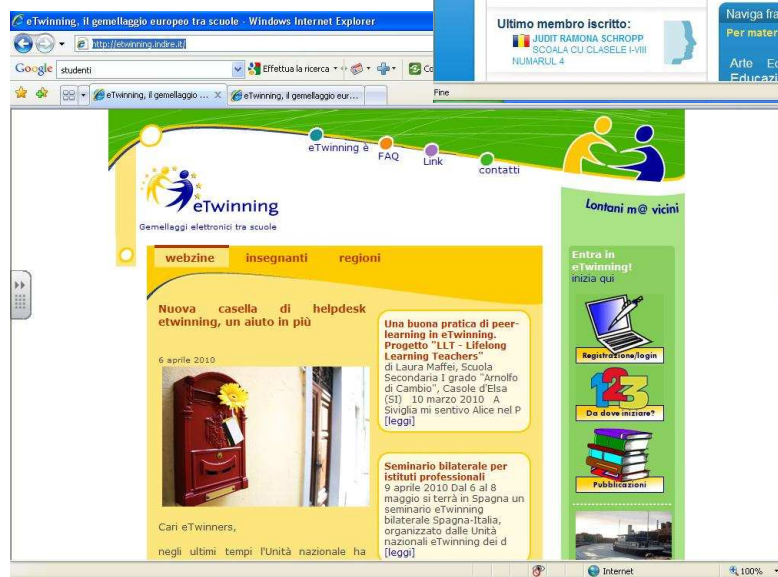 eTwinning, il gemellaggio europeo tra scuole - Windows Internet Explorer
http://etwinning.indire.it/
Google studenti Effettua la ricerca Co
eTwinning, il gemellaggio ... X eTwinning, il gemellaggio eur...
Ultimo membro iscritto:
JUDIT RAMONA SCHROPP
SCOALA CU CLASELE I-VIII
NUMARUL 4
Naviga fra
Per mater
Arte Ed
Educazi
Fine
eTwinning è
FAQ
Link
contatti
eTwinning
Gemellaggi elettronici tra scuole
Lontani m@ vicini
webzine insegnanti regioni
Nuova casella di helpdesk
etwinning, un aiuto in più
6 aprile 2010
Cari eTwinners,
negli ultimi tempi l'Unità nazionale ha
Una buona pratica di peer-
learning in eTwinning.
Progetto "LLT - Lifelong
Learning Teachers"
di Laura Maffei, Scuola
Secondaria I grado "Arnolfo
di Cambio", Casole d'Elsa
(SI) 10 marzo 2010 A
Siviglia mi sentivo Alice nel P
[leggi]
Seminario bilaterale per
istituti professionali
9 aprile 2010 Dal 6 al 8
maggio si terrà in Spagna un
seminario eTwinning
bilaterale Spagna-Italia,
organizzato dalle Unità
nazionali eTwinning dei d
[leggi]
Entra in
eTwinning!
inizia qui
Registrazione/login
123
Da dove iniziare?
Pubblicazioni
Internet 100%